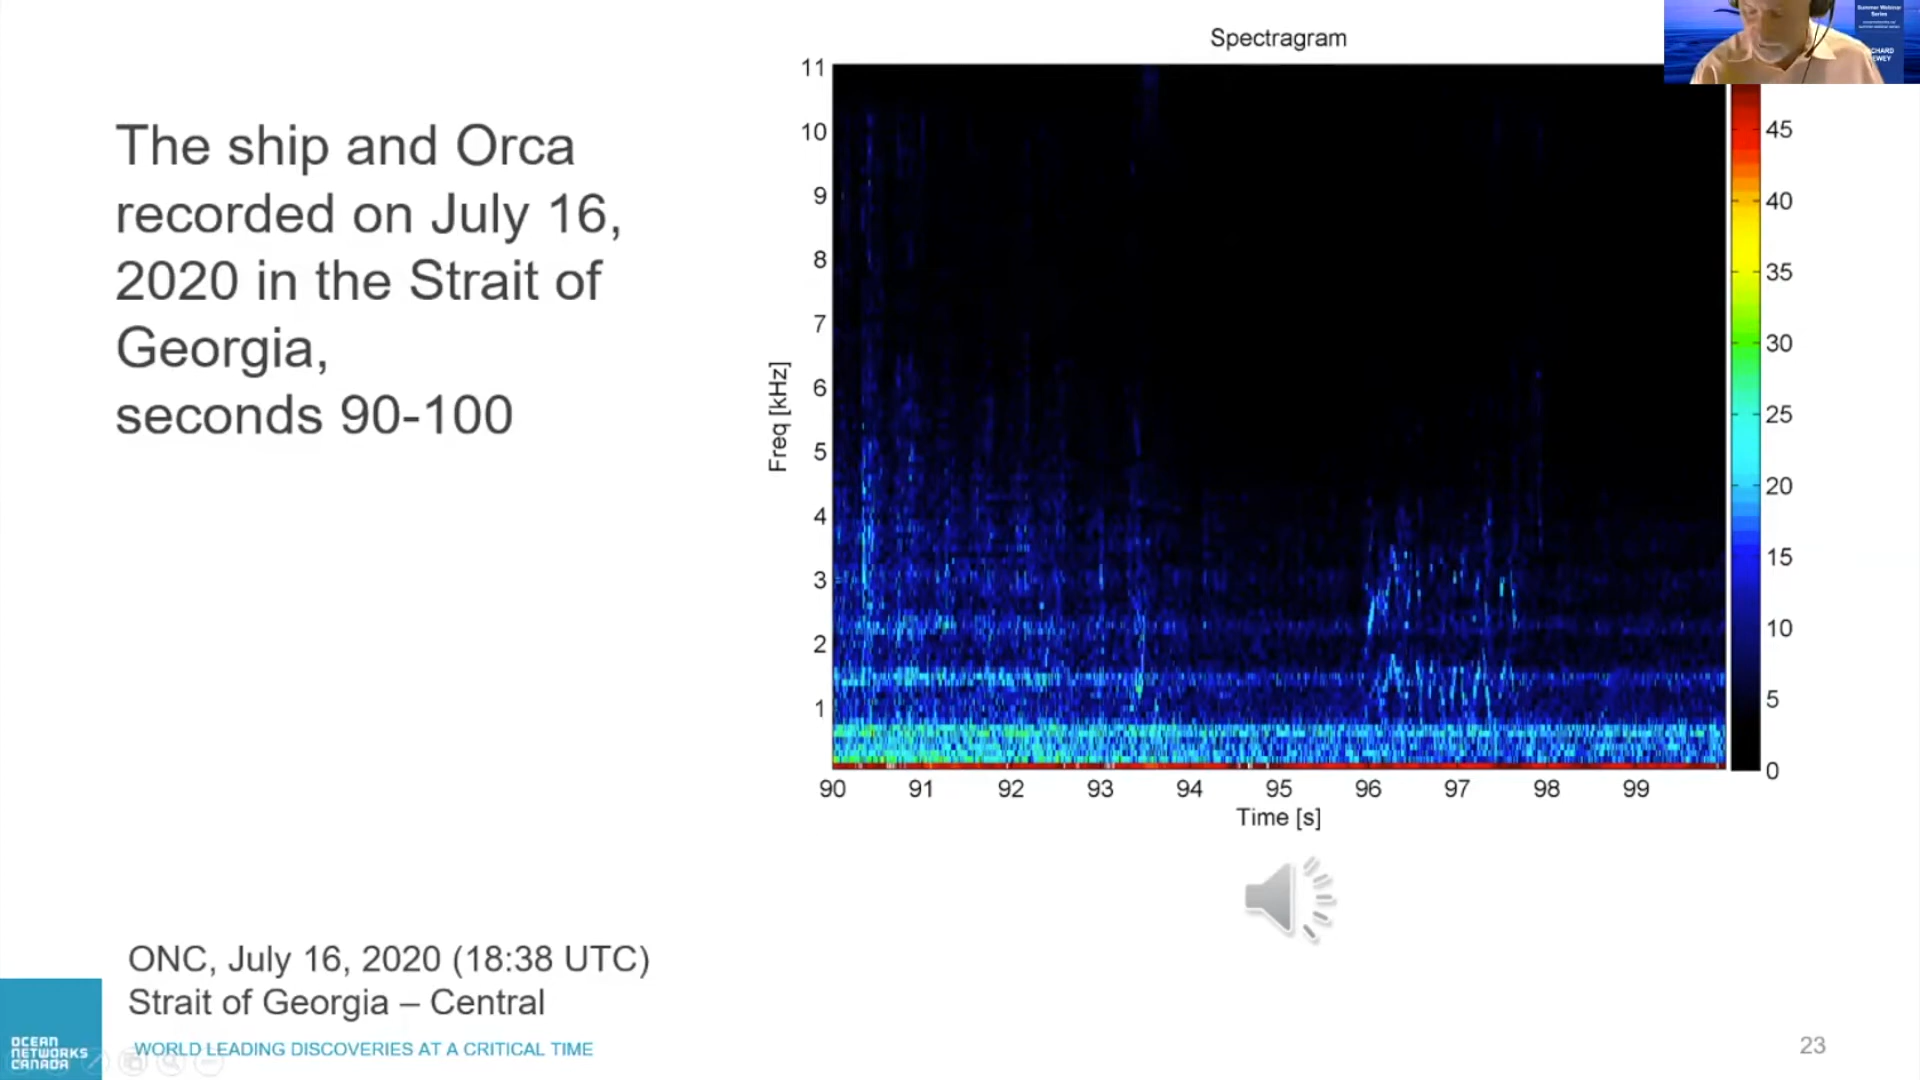 Spectragram
The ship and Orca
recorded on July 16,
2020 in the Strait of
Georgia,
seconds 90-100
Freq [kHz]
11
10
9
8
7
6
5
4
3
2
1
90 91 92 93 94 95 96 97 98 99
Time [s]
45
40
35
30
25
20
15
10
5
0
Summer Webinar
Series
ONC, July 16, 2020 (18:38 UTC)
Strait of Georgia – Central
OCEAN
NETWORKS
CANADA
WORLD LEADING DISCOVERIES AT A CRITICAL TIME
23